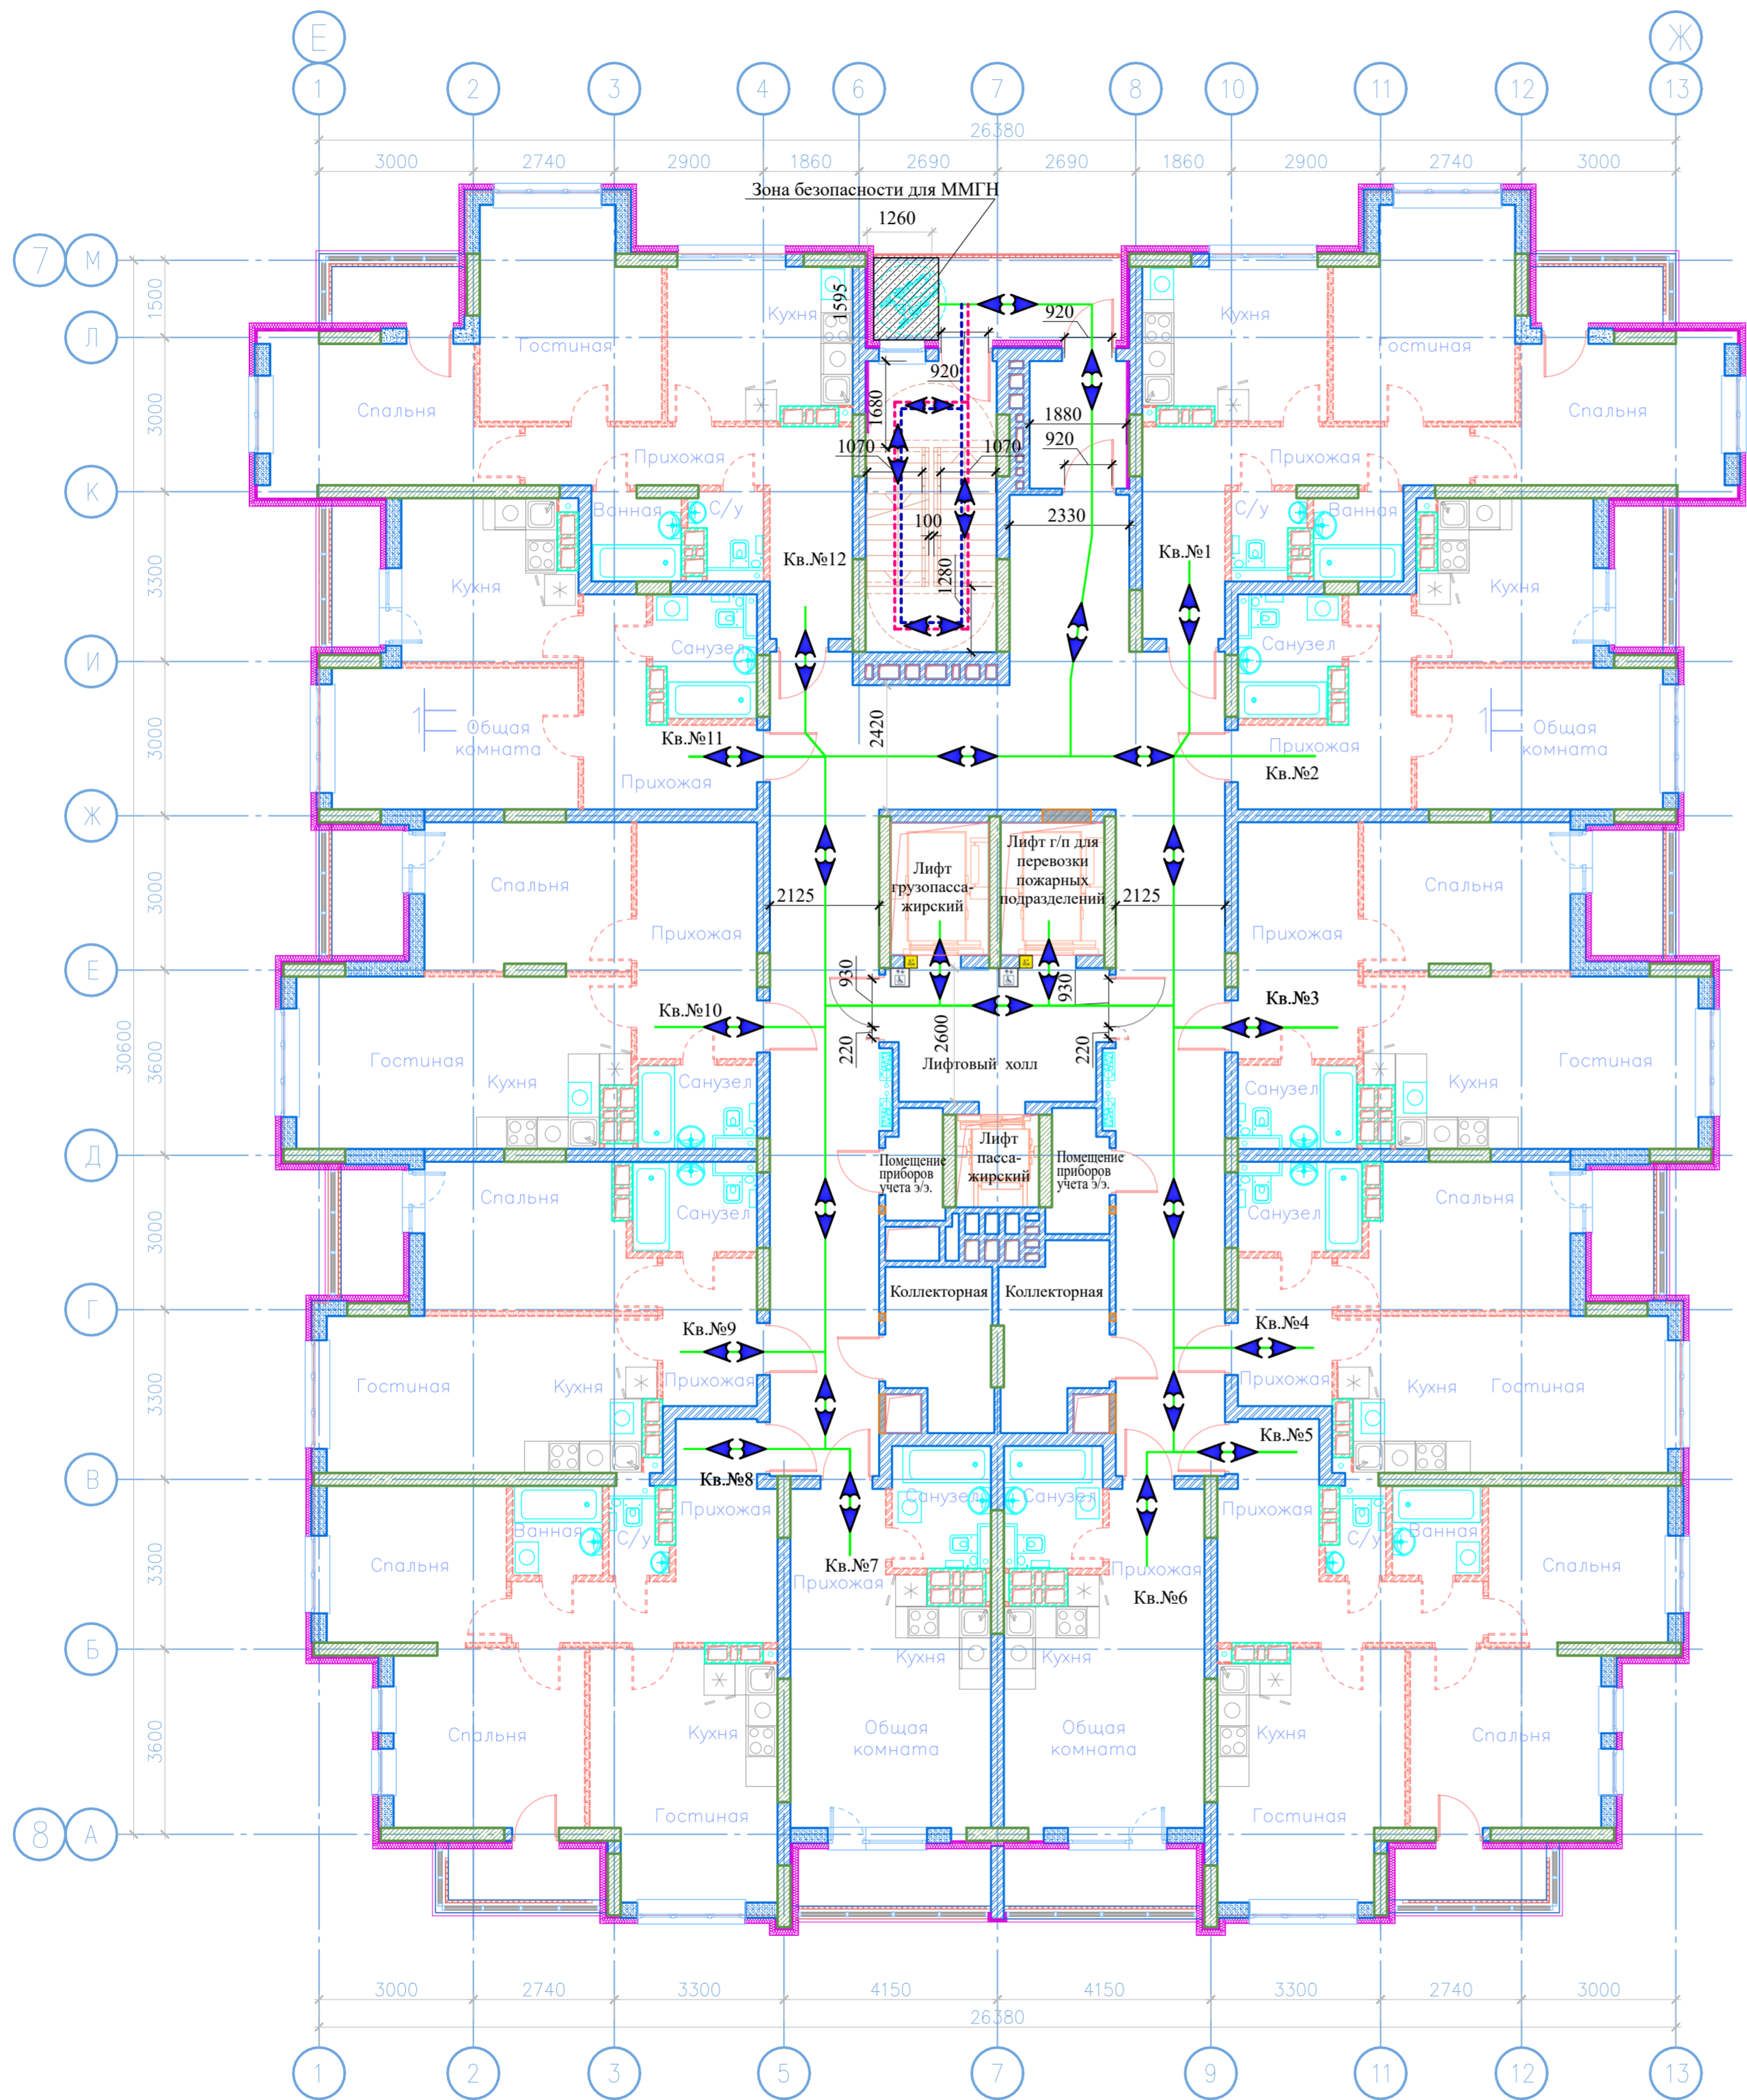 Е
Ж
1
2
3
4
6
7
8
10
11
12
13
26380
3000
2740
2900
1860
2690
2690
1860
2900
2740
3000
Зона безопасности для ММГН
1260
7
М
1500
1595
Кухня
920
Кухня
Л
Гостиная
Гостиная
920
3000
Спальня
1680
1880
Спальня
920
1070
1070
Прихожая
Прихожая
К
Ванная
С/у
100
2330
С/у
Ванная
Кв.№12
Кв.№1
3300
Кухня
1280
Кухня
Санузел
Санузел
И
3000
1
Общая
комната
2420
1
Общая
комната
Кв.№11
Прихожая
Прихожая
Кв.№2
Ж
Лифт
грузопасса-
жирский
Лифт г/п для
перевозки
пожарных
подразделений
3000
Спальня
2125
2125
Спальня
Прихожая
Прихожая
Е
930
930
Кв.№10
Кв.№3
30600
3600
Гостиная
Кухня
Санузел
220
2600
220
Лифтовый холл
Санузел
Кухня
Гостиная
Д
Помещение
приборов
учета э/э.
Лифт
пасса-
жирский
Помещение
приборов
учета э/э.
3000
Спальня
Санузел
Санузел
Спальня
Г
Коллекторная
Коллекторная
Кв.№9
Кв.№4
3300
Гостиная
Кухня
Прихожая
Прихожая
Кухня
Гостиная
В
Кв.№8
Кв.№5
Прихожая
Санузел
Санузел
Прихожая
3300
Спальня
Ванная
С/у
С/у
Ванная
Спальня
Кв.№7
Прихожая
Прихожая
Кв.№6
Б
Кухня
Кухня
3600
Спальня
Кухня
Общая
комната
Общая
комната
Кухня
Спальня
Гостиная
Гостиная
8
А
3000
2740
3300
4150
4150
3300
2740
3000
26380
1
2
3
5
7
9
11
12
13